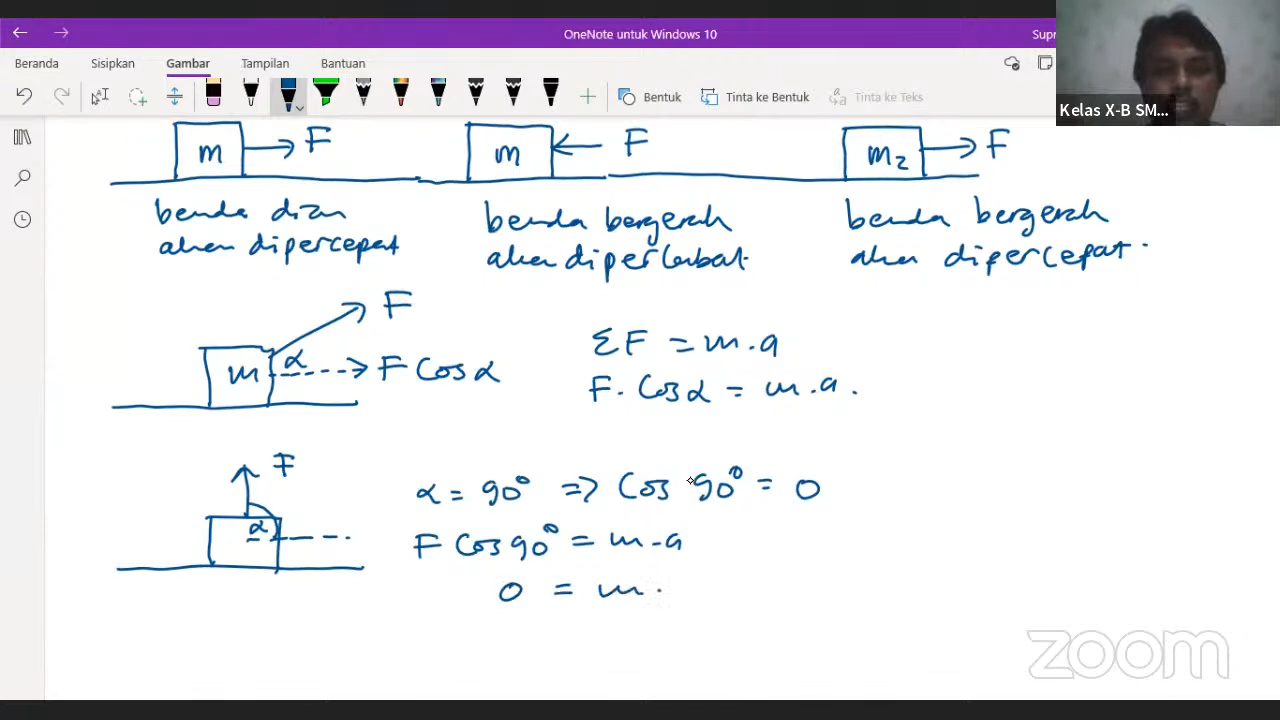 OneNote untuk Windows 10
Supr
Beranda Sisipkan Gambar Tampilan Bantuan
Bentuk Tinta ke Bentuk Tinta ke Teks
Kelas X-B SM...
m F
m F
m₂ F
benda diam
akan dipercepat
benda bergerak
akan diperlambat
benda bergerak
akan dipercepat.
F
m α F Cos α
ΣF = m.a
F. Cos α = m.a.
F
α
α = 90° => Cos 90° = 0
F Cos 90° = m.a
0 = m.
zoom